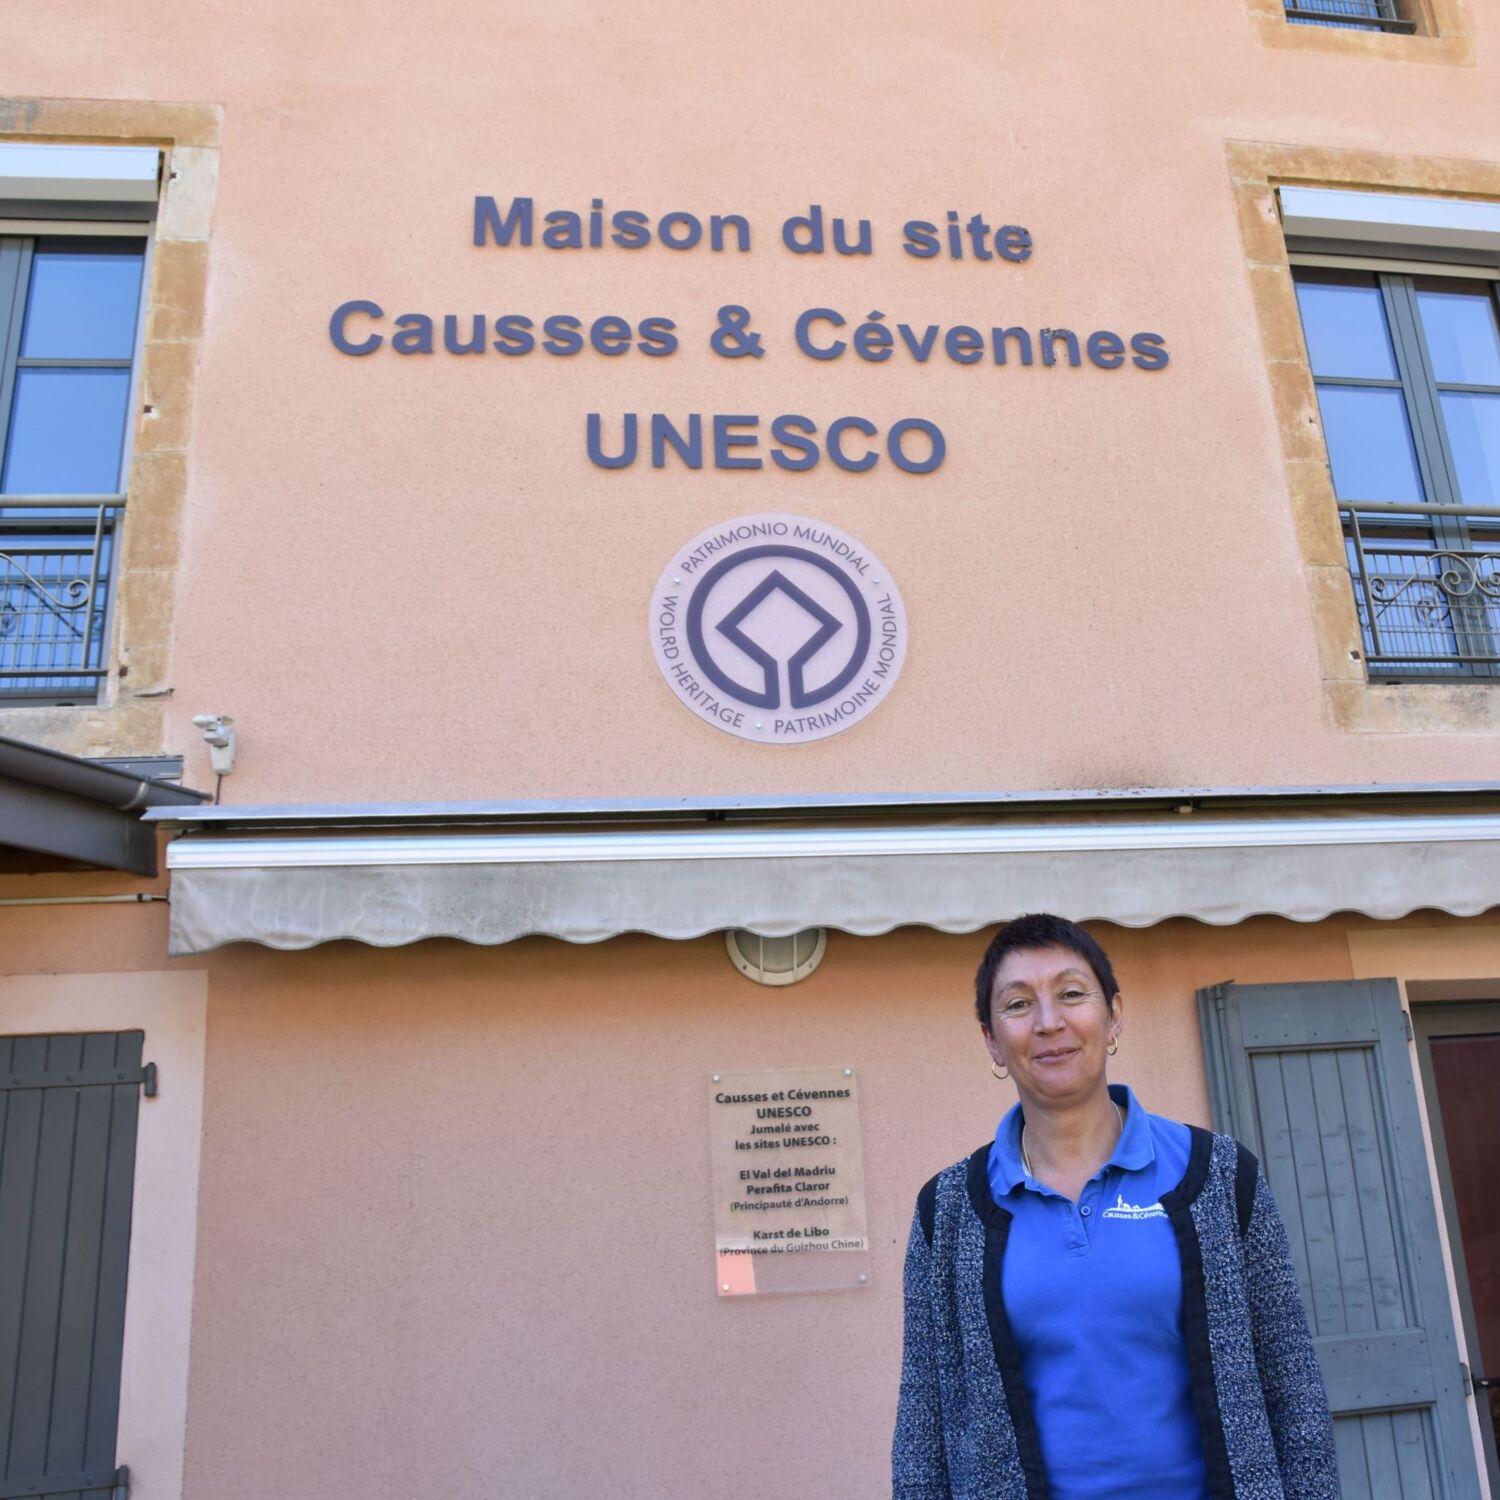 Maison du site
Causses & Cévennes
UNESCO
PATRIMONIO MUNDIAL
WOLRD HERITAGE
PATRIMOINE MONDIAL
Causses et Cévennes
UNESCO
Jumelé avec
les sites UNESCO :
El Val del Madriu
Perafita Claror
(Principauté d'Andorre)
Karst de Libo
(Province du Guizhou Chine)
Causses & Cévennes